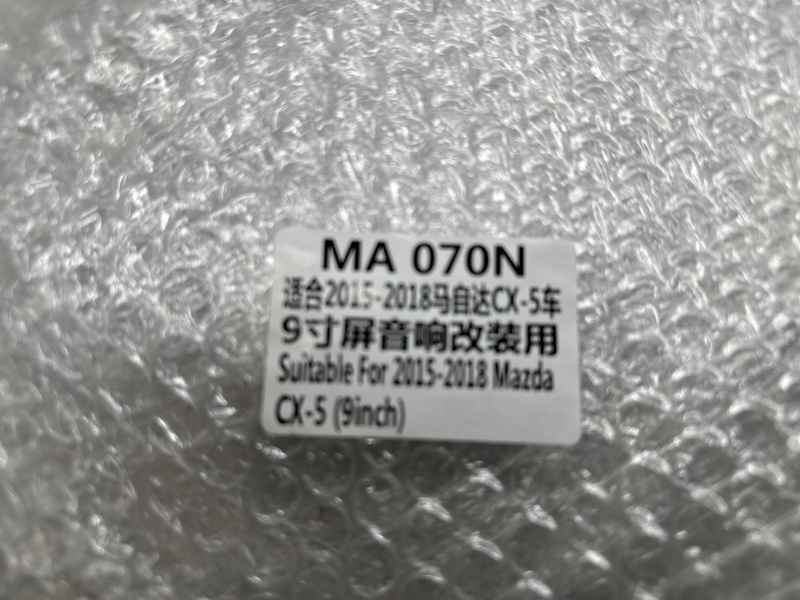 MA 070N
适合2015-2018马自达CX-5车
9寸屏音响改装用
Suitable For 2015-2018 Mazda
CX-5 (9inch)